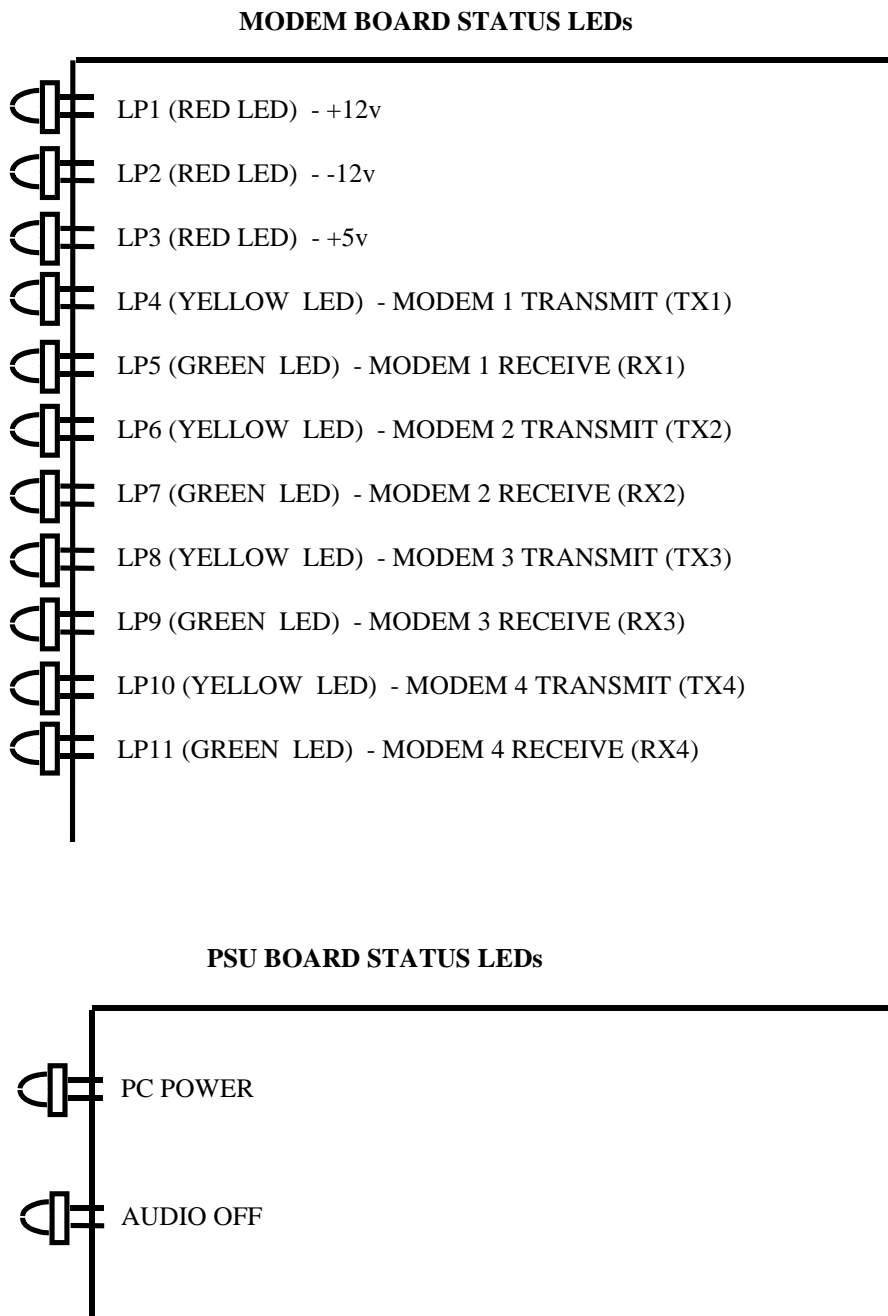 MODEM BOARD STATUS LEDs
LP1 (RED LED) - +12v
LP2 (RED LED) - -12v
LP3 (RED LED) - +5v
LP4 (YELLOW LED) - MODEM 1 TRANSMIT (TX1)
LP5 (GREEN LED) - MODEM 1 RECEIVE (RX1)
LP6 (YELLOW LED) - MODEM 2 TRANSMIT (TX2)
LP7 (GREEN LED) - MODEM 2 RECEIVE (RX2)
LP8 (YELLOW LED) - MODEM 3 TRANSMIT (TX3)
LP9 (GREEN LED) - MODEM 3 RECEIVE (RX3)
LP10 (YELLOW LED) - MODEM 4 TRANSMIT (TX4)
LP11 (GREEN LED) - MODEM 4 RECEIVE (RX4)
PSU BOARD STATUS LEDs
PC POWER
AUDIO OFF